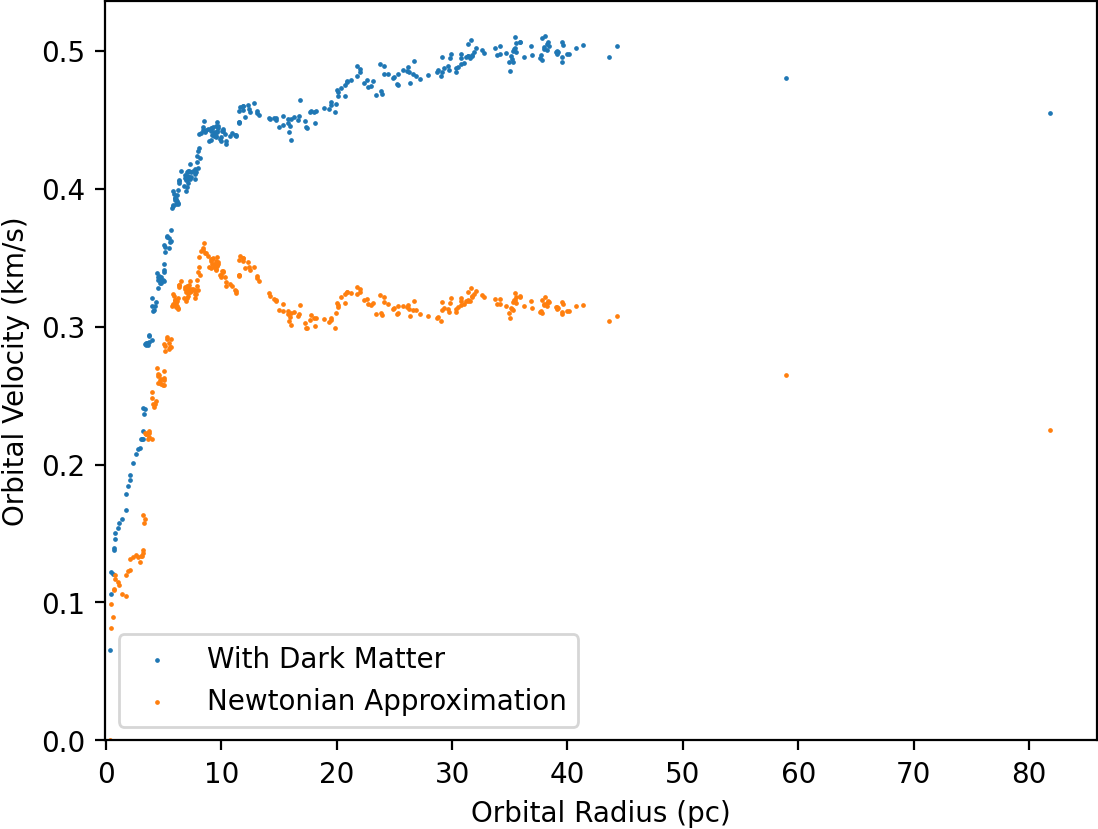 0.5
0.4
0.3
0.2
0.1
0.0
Orbital Velocity (km/s)
With Dark Matter
Newtonian Approximation
0 10 20 30 40 50 60 70 80
Orbital Radius (pc)